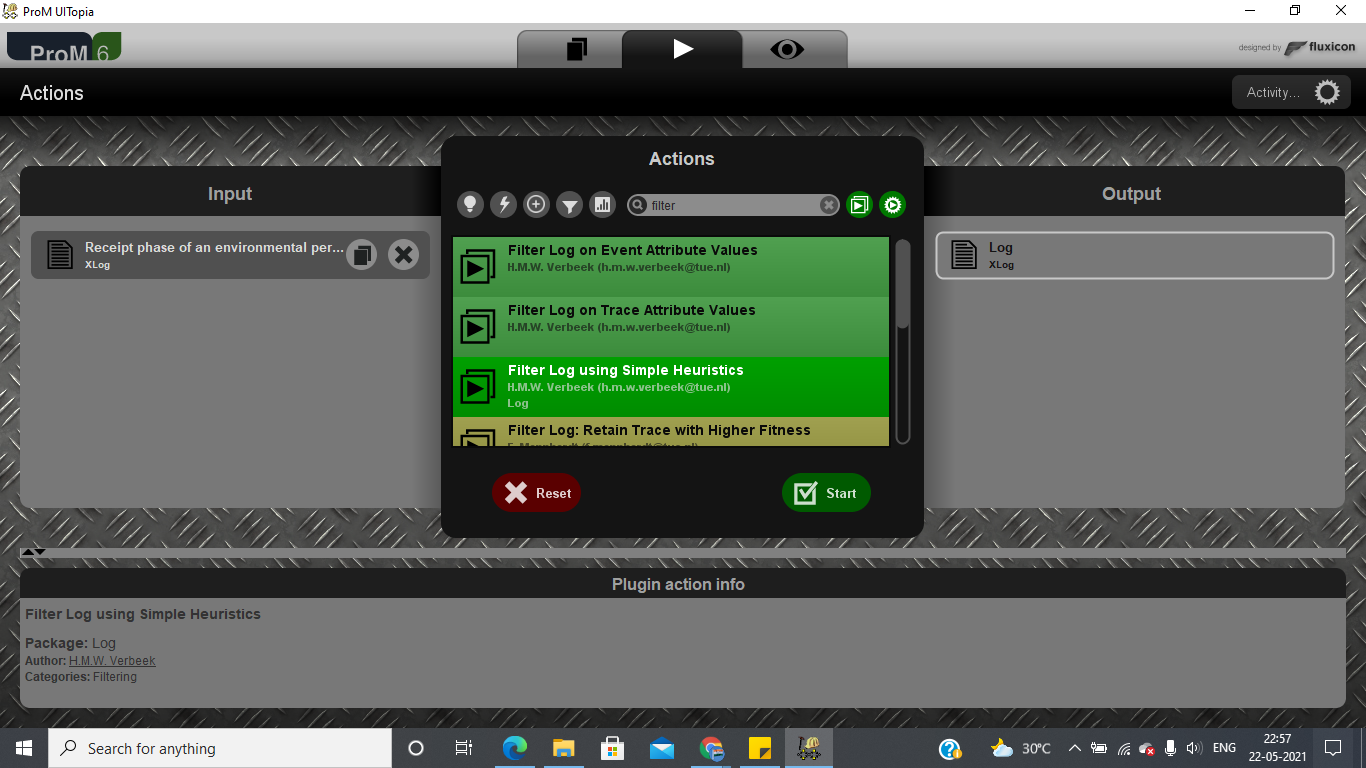 ProM UITopia
ProM 6
designed by fluxicon
Actions
Activity...
Input
Receipt phase of an environmental per...
XLog
Actions
filter
Filter Log on Event Attribute Values
H.M.W. Verbeek (h.m.w.verbeek@tue.nl)
Filter Log on Trace Attribute Values
H.M.W. Verbeek (h.m.w.verbeek@tue.nl)
Filter Log using Simple Heuristics
H.M.W. Verbeek (h.m.w.verbeek@tue.nl)
Log
Filter Log: Retain Trace with Higher Fitness
Reset
Start
Output
Log
XLog
Plugin action info
Filter Log using Simple Heuristics
Package: Log
Author: H.M.W. Verbeek
Categories: Filtering
Search for anything
30°C
ENG
22:57
22-05-2021